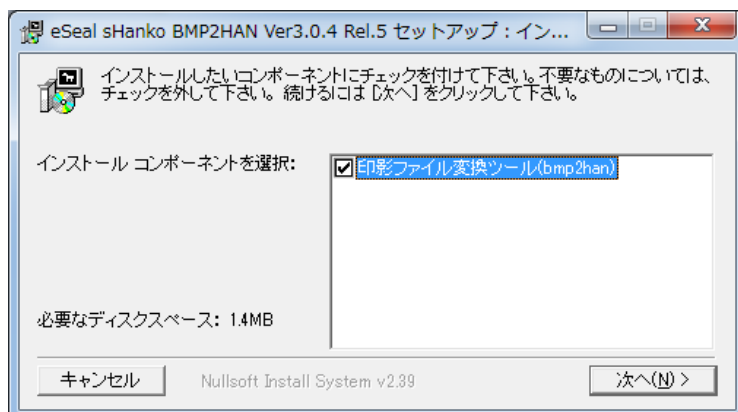 eSeal sHanko BMP2HAN Ver3.0.4 Rel.5 セットアップ：イン...
インストールしたいコンポーネントにチェックを付けて下さい。不要なものについては、
チェックを外して下さい。続けるには [次へ] をクリックして下さい。
インストール コンポーネントを選択:
印影ファイル変換ツール(bmp2han)
必要なディスクスペース: 1.4MB
キャンセル
Nullsoft Install System v2.39
次へ(N) >